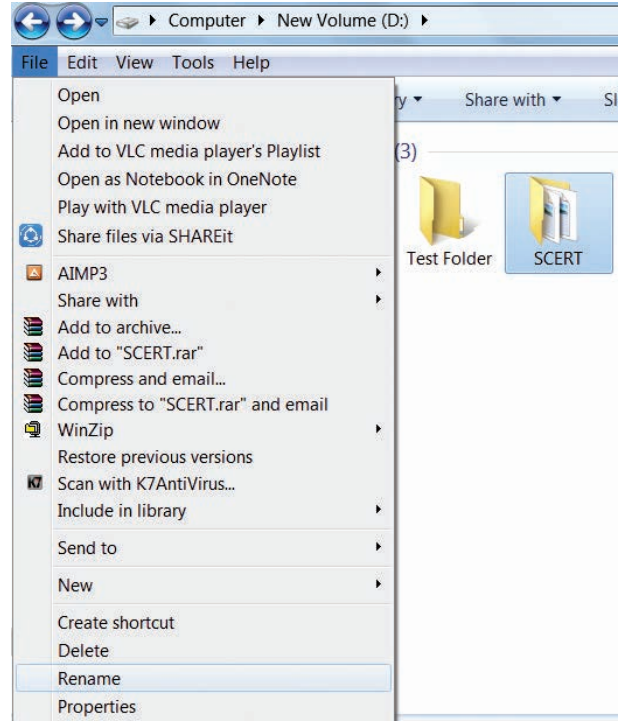 Computer New Volume (D:)
File Edit View Tools Help
Share with
Open
Open in new window
Add to VLC media player's Playlist
Open as Notebook in OneNote
Play with VLC media player
Share files via SHAREit
AIMP3
Share with
Add to archive...
Add to "SCERT.rar"
Compress and email...
Compress to "SCERT.rar" and email
WinZip
Restore previous versions
K7 Scan with K7AntiVirus...
Include in library
Send to
New
Create shortcut
Delete
Rename
Properties
(3)
Test Folder SCERT